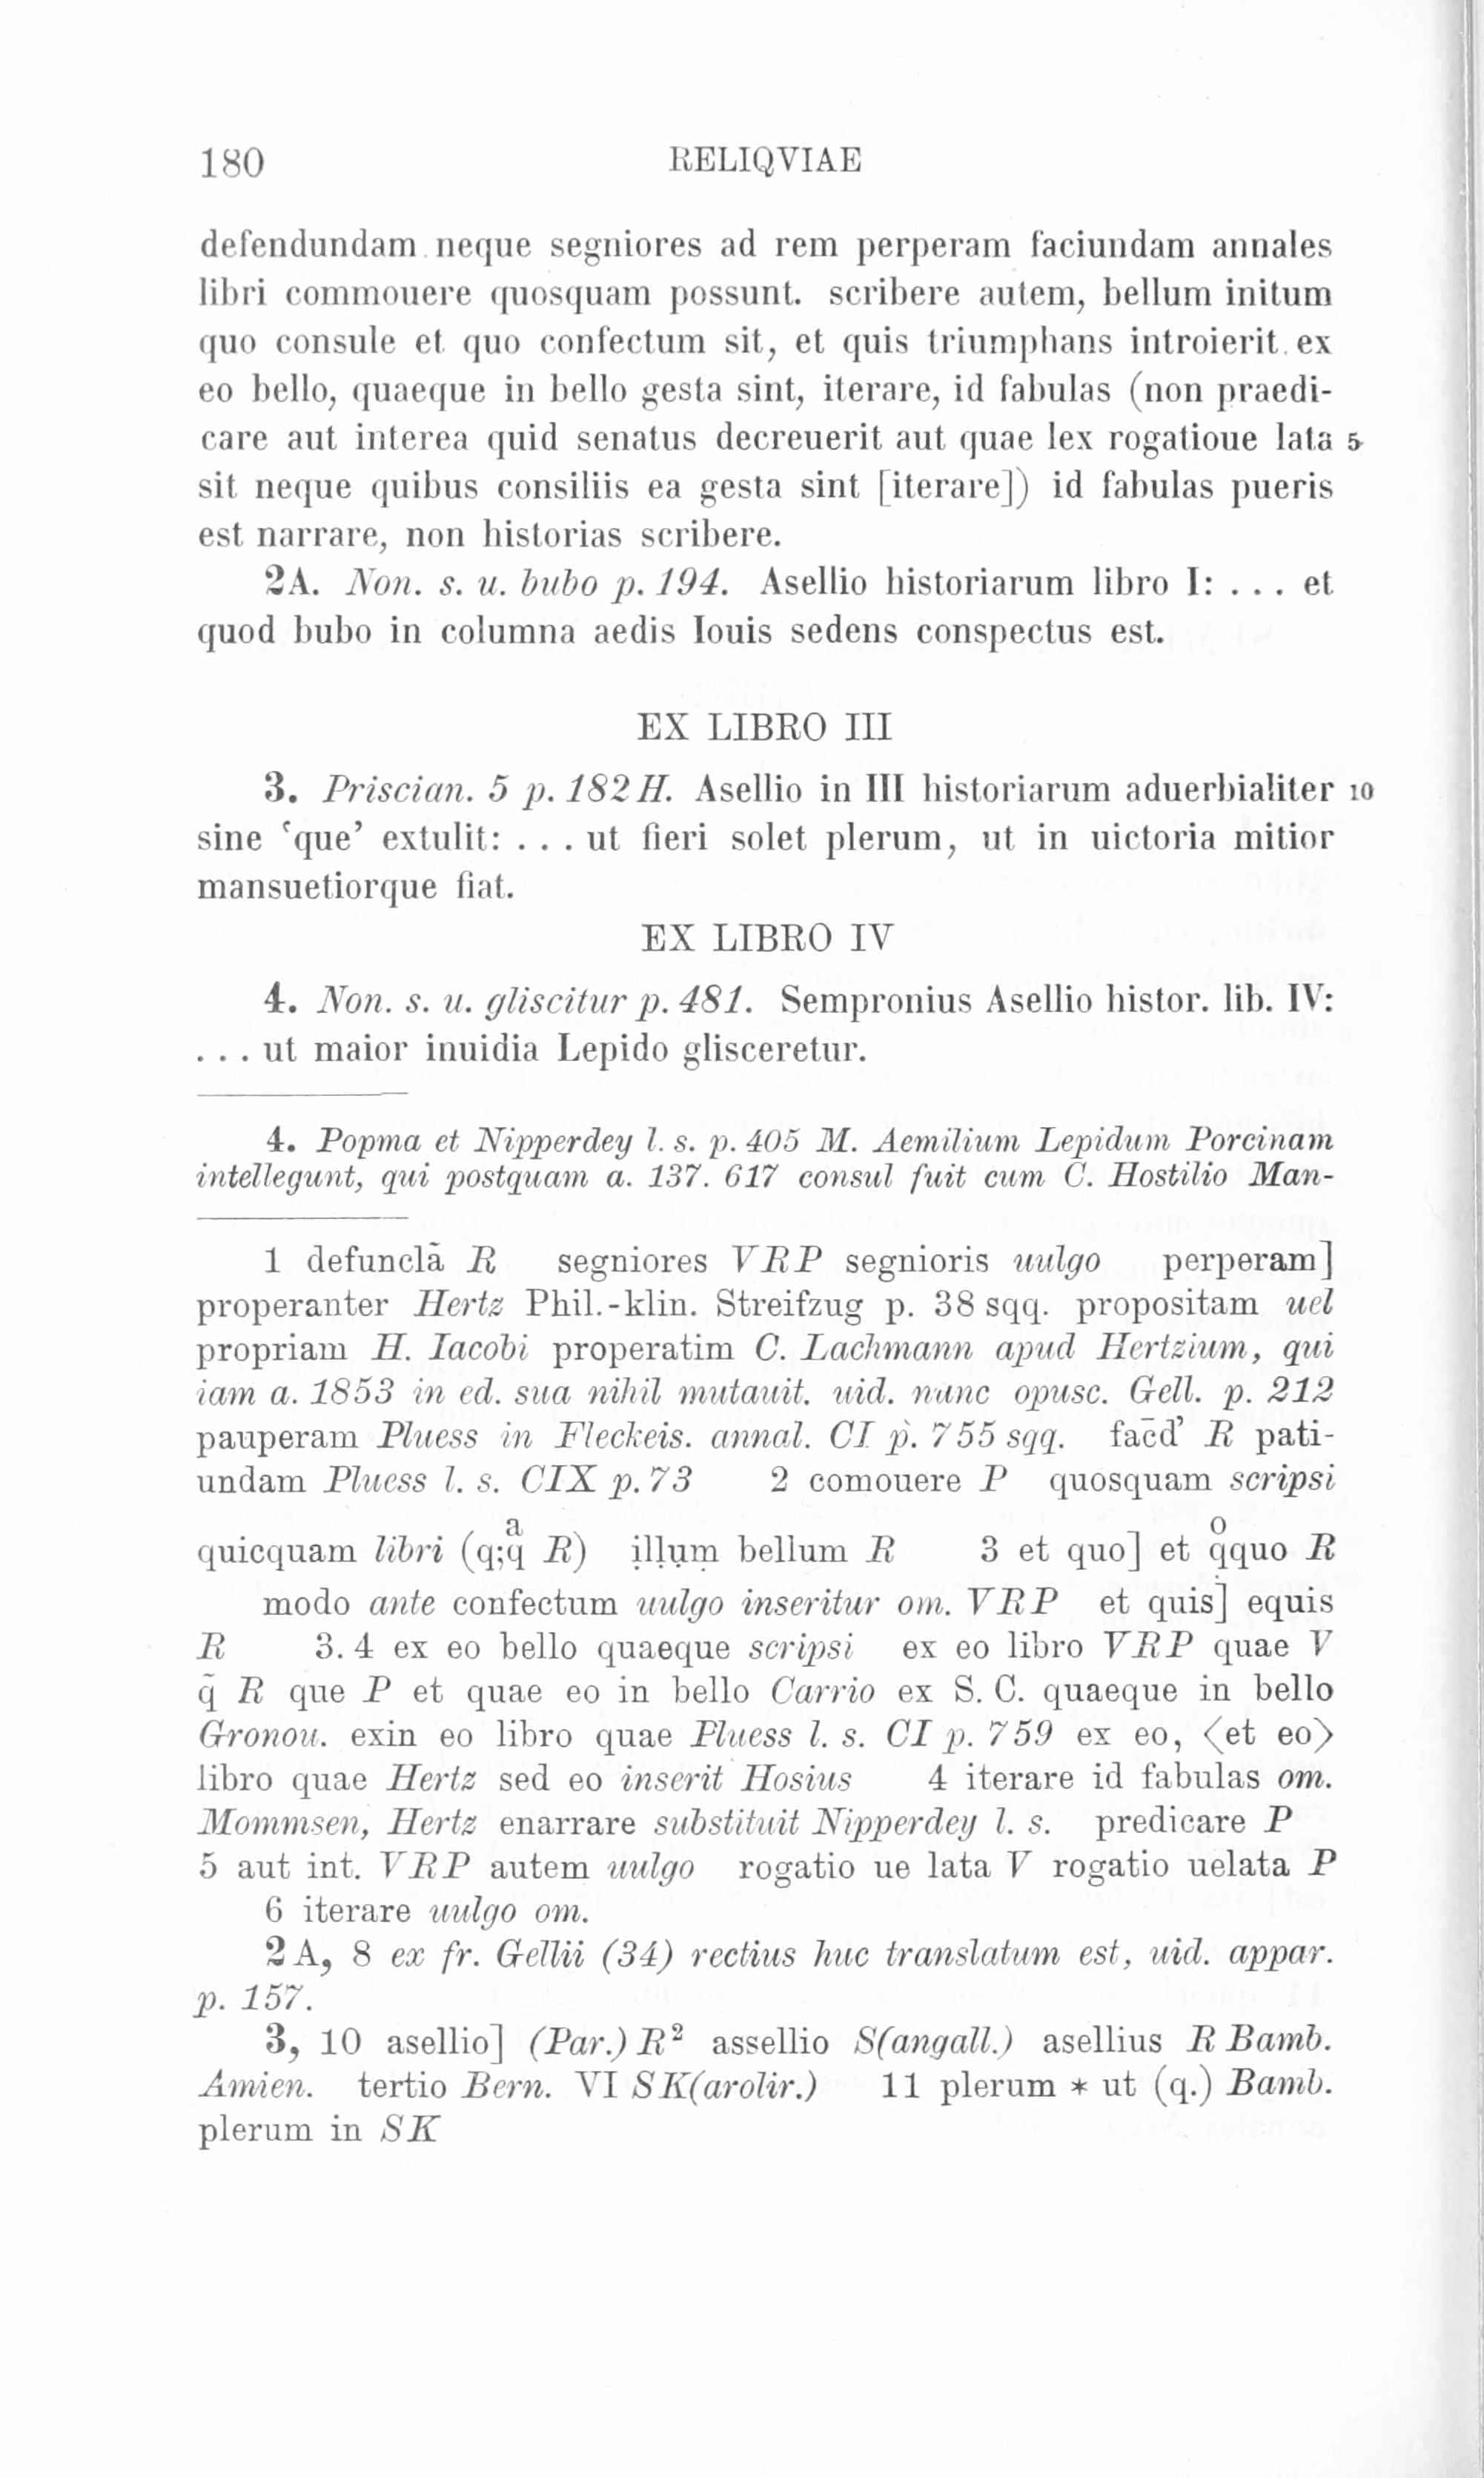 180 RELIQVIAE
defendundam neque segniores ad rem perperam faciundam annales
libri commouere quosquam possunt. scribere autem, bellum initum
quo consule et quo confectum sit, et quis triumphans introierit ex
eo bello, quaeque in bello gesta sint, iterare, id fabulas (non praedi-
care aut interea quid senatus decreuerit aut quae lex rogatioue lata 5
sit neque quibus consiliis ea gesta sint [iterare]) id fabulas pueris
est narrare, non historias scribere.
2A. Non. s. u. bubo p. 194. Asellio historiarum libro I: . . . et
quod bubo in columna aedis Iouis sedens conspectus est.
EX LIBRO III
3. Priscian. 5 p. 182 H. Asellio in III historiarum aduerbialiter 10
sine ‘que’ extulit: . . . ut fieri solet plerum, ut in uictoria mitior
mansuetiorque fiat.
EX LIBRO IV
4. Non. s. u. gliscitur p. 481. Sempronius Asellio histor. lib. IV:
. . . ut maior inuidia Lepido glisceretur.
4. Popma et Nipperdey l. s. p. 405 M. Aemilium Lepidum Porcinam
intellegunt, qui postquam a. 137. 617 consul fuit cum C. Hostilio Man-
1 defunclã R segniores VRP segnioris uulgo perperam]
properanter Hertz Phil.-klin. Streifzug p. 38 sqq. propositam uel
propriam H. Iacobi properatim C. Lachmann apud Hertzium, qui
iam a. 1853 in ed. sua nihil mutauit. uid. nunc opusc. Gell. p. 212
pauperam Pluess in Fleckeis. annal. CI p. 755 sqq. fac̄d’ R pati-
undam Pluess l. s. CIX p. 73 2 comouere P quosquam scripsi
quicquam libri (q;qͣ R) ịḷḷụṃ bellum R 3 et quo] et qͦquo R
modo ante confectum uulgo inseritur om. VRP et quis] equis
R 3. 4 ex eo bello quaeque scripsi ex eo libro VRP quae V
q̃ R que P et quae eo in bello Carrio ex S. C. quaeque in bello
Gronou. exin eo libro quae Pluess l. s. CI p. 759 ex eo, ⟨et eo⟩
libro quae Hertz sed eo inserit Hosius 4 iterare id fabulas om.
Mommsen, Hertz enarrare substituit Nipperdey l. s. predicare P
5 aut int. VRP autem uulgo rogatio ue lata V rogatio uelata P
6 iterare uulgo om.
2A, 8 ex fr. Gellii (34) rectius huc translatum est, uid. appar.
p. 157.
3, 10 asellio] (Par.) R² assellio S(angall.) asellius R Bamb.
Amien. tertio Bern. VI SK(arolir.) 11 plerum * ut (q.) Bamb.
plerum in SK